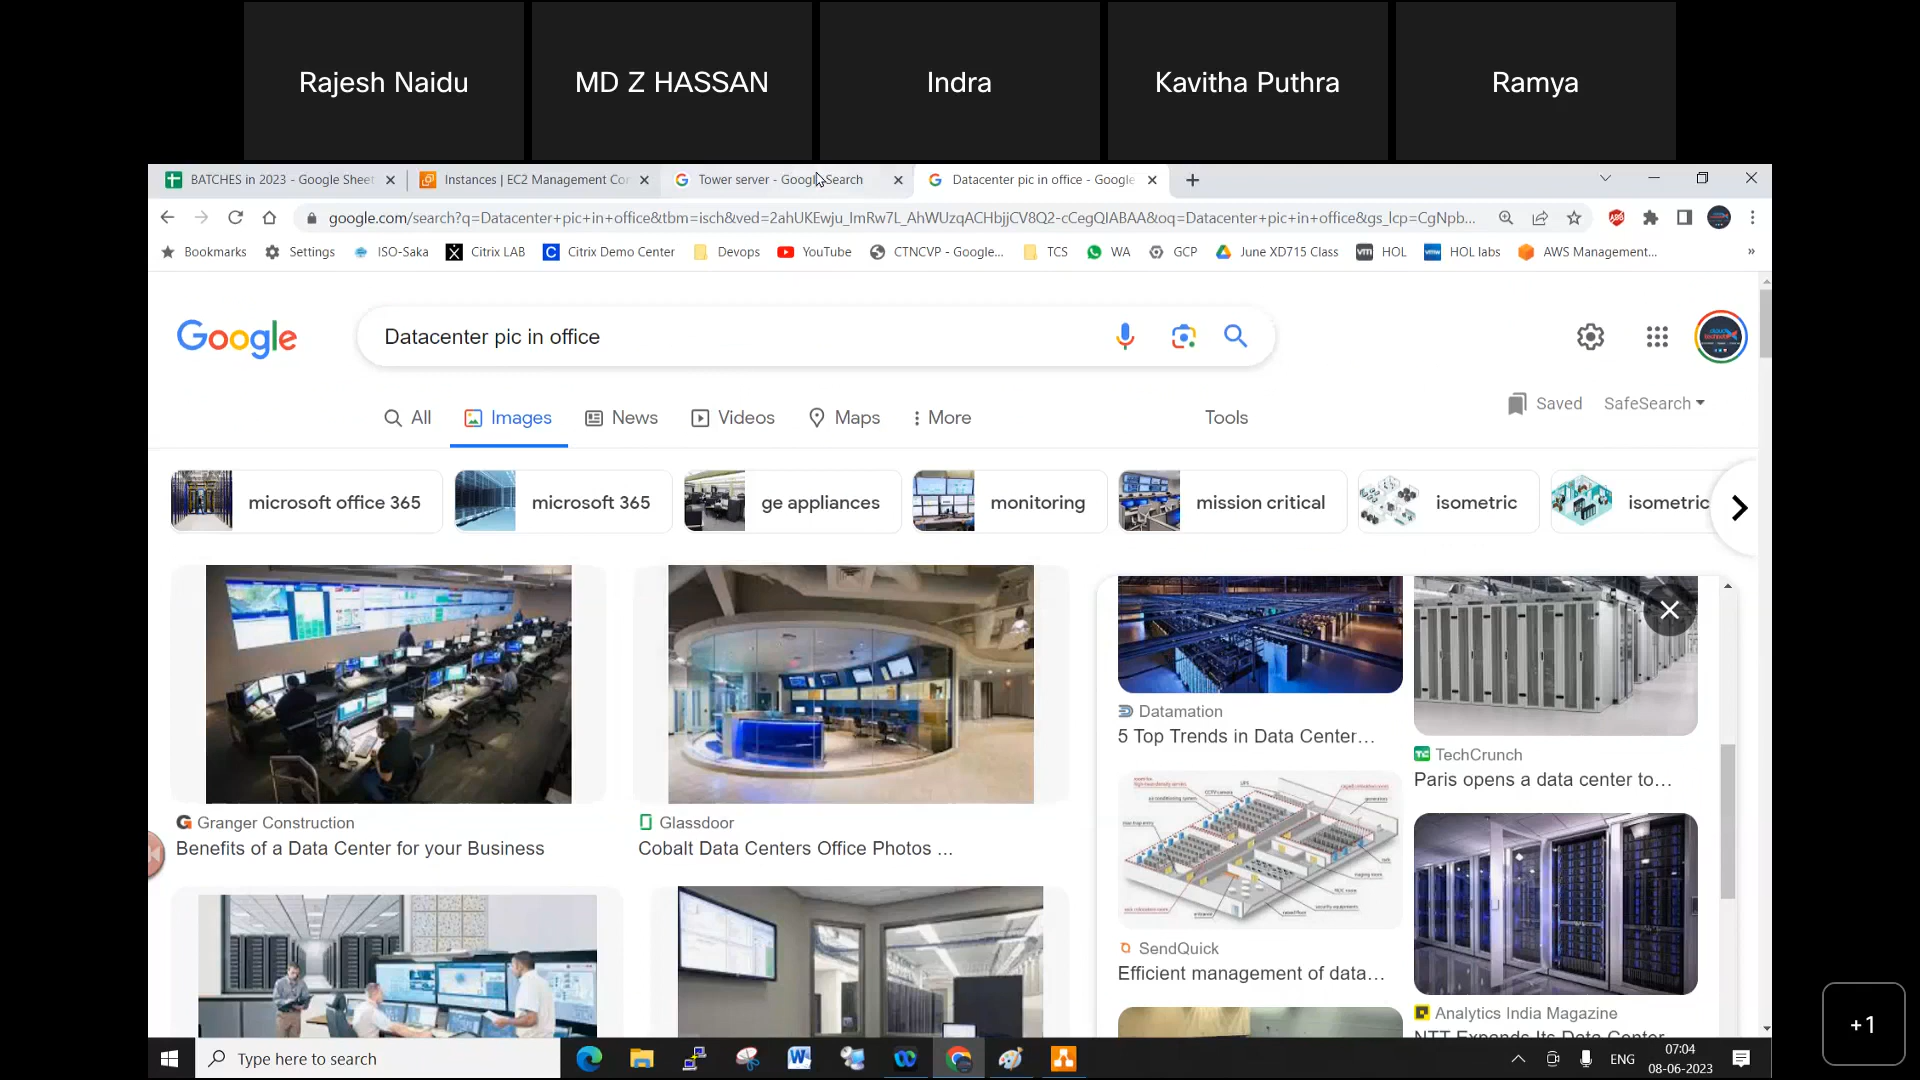 Rajesh Naidu
MD Z HASSAN
Indra
Kavitha Puthra
Ramya
BATCHES in 2023 - Google Sheet
Instances | EC2 Management Cor
Tower server - Google Search
Datacenter pic in office - Google
google.com/search?q=Datacenter+pic+in+office&tbm=isch&ved=2ahUKEwju_ImRw7L_AhWUzqACHbjjCV8Q2-cCegQIABAA&oq=Datacenter+pic+in+office&gs_lcp=CgNpb...
Bookmarks
Settings
ISO-Saka
Citrix LAB
Citrix Demo Center
Devops
YouTube
CTNCVP - Google...
TCS
WA
GCP
June XD715 Class
HOL
HOL labs
AWS Management...
Google
Datacenter pic in office
All
Images
News
Videos
Maps
More
Tools
Saved
SafeSearch
microsoft office 365
microsoft 365
ge appliances
monitoring
mission critical
isometric
isometric
Granger Construction
Benefits of a Data Center for your Business
Glassdoor
Cobalt Data Centers Office Photos ...
Datamation
5 Top Trends in Data Center...
TechCrunch
Paris opens a data center to...
SendQuick
Efficient management of data...
Analytics India Magazine
NTT Expands Its Data Center
+1
Type here to search
ENG
07:04
08-06-2023